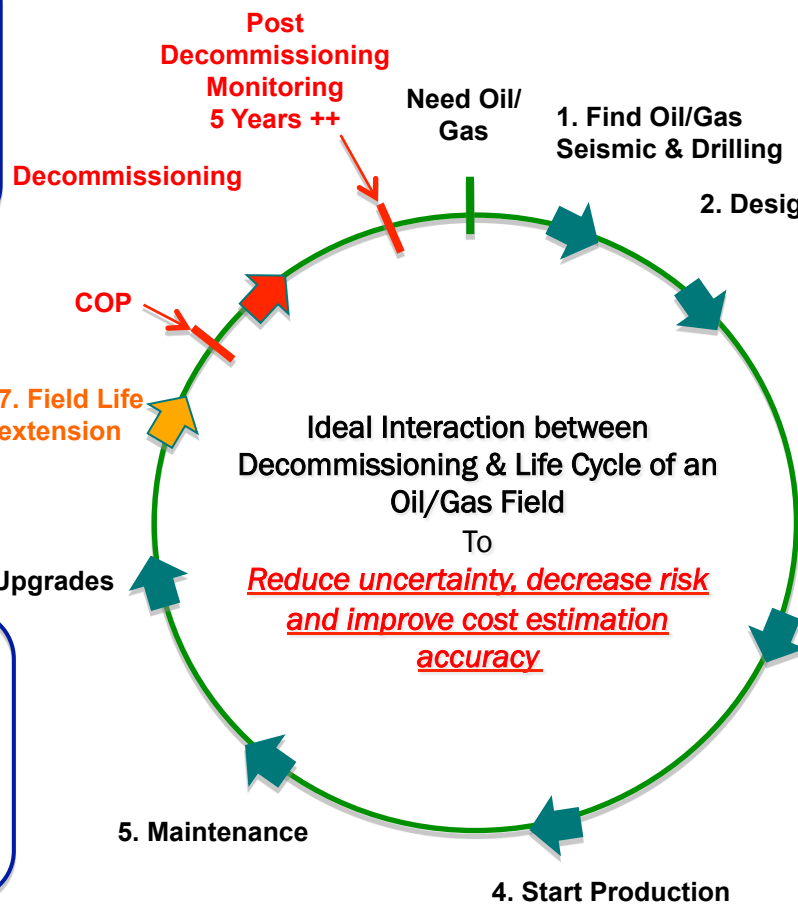 Post
Decommissioning
Monitoring
5 Years ++
Need Oil/
Gas
1. Find Oil/Gas
Seismic & Drilling
2. Desig
Decommissioning
COP
7. Field Life
extension
Upgrades
5. Maintenance
4. Start Production
Ideal Interaction between
Decommissioning & Life Cycle of an
Oil/Gas Field
To
Reduce uncertainty, decrease risk
and improve cost estimation
accuracy